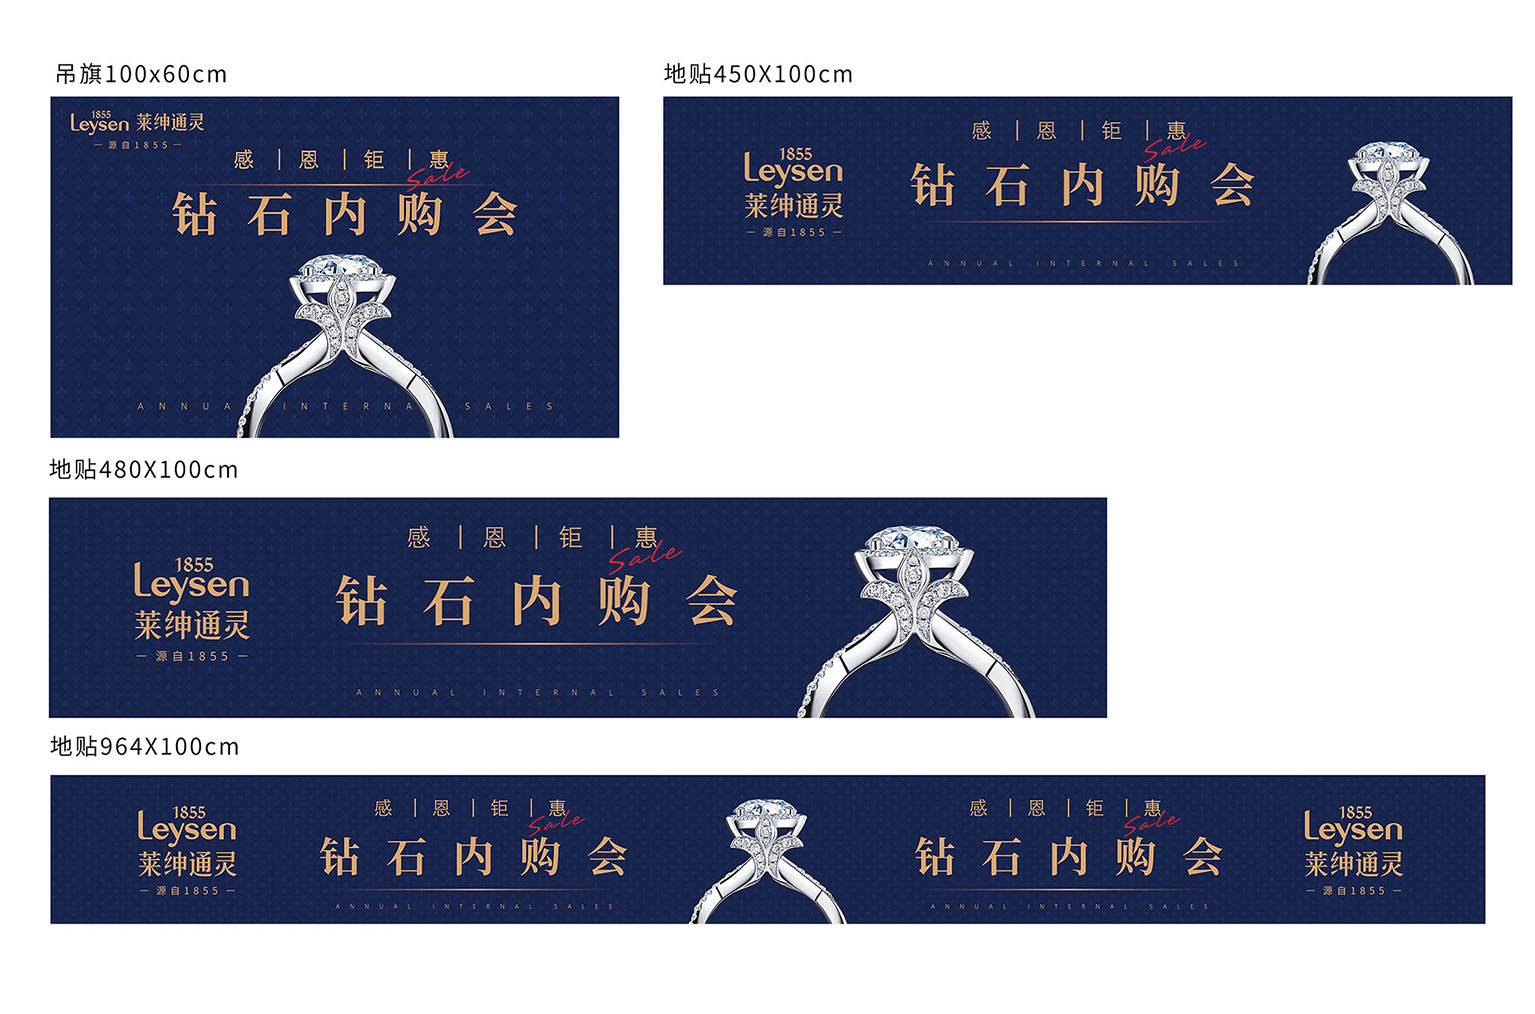 吊旗100x60cm
1855
Leysen 莱绅通灵
源自1855
感 | 恩 | 钜 | 惠
Sale
钻石内购会
ANNUA INTERNA SALES
地贴450X100cm
1855
Leysen
莱绅通灵
源自1855
感 | 恩 | 钜 | 惠
Sale
钻石内购会
ANNUAL INTERNAL SALES
地贴480X100cm
1855
Leysen
莱绅通灵
源自1855
感 | 恩 | 钜 | 惠
Sale
钻石内购会
ANNUAL INTERNAL SALES
地贴964X100cm
1855
Leysen
莱绅通灵
源自1855
感 | 恩 | 钜 | 惠
Sale
钻石内购会
ANNUAL INTERNAL SALES
感 | 恩 | 钜 | 惠
Sale
钻石内购会
ANNUAL INTERNAL SALES
1855
Leysen
莱绅通灵
源自1855